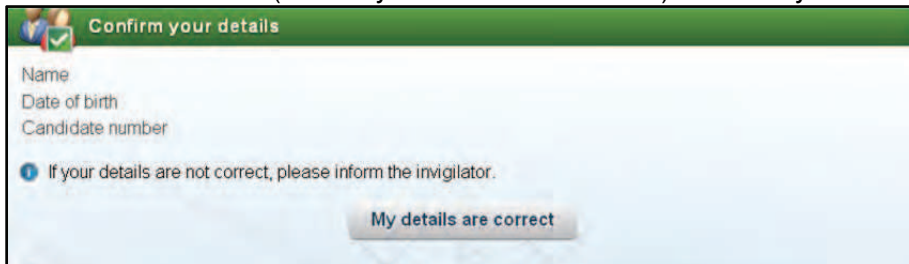 Confirm your details
Name
Date of birth
Candidate number
If your details are not correct, please inform the invigilator.
My details are correct